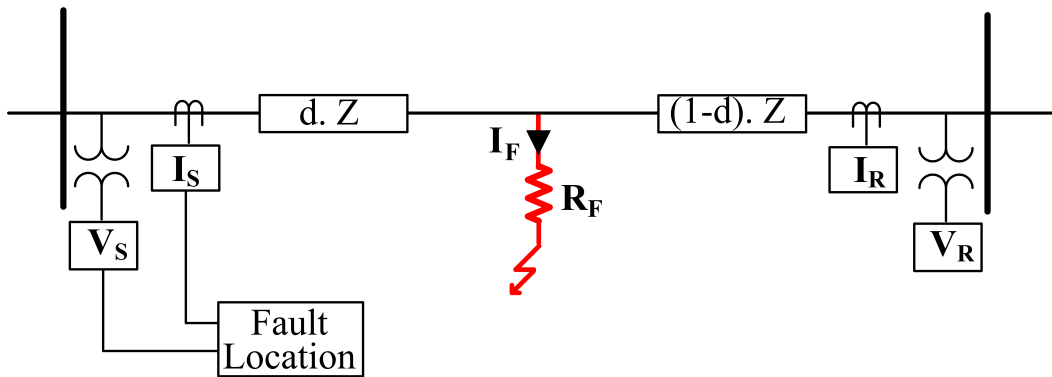 d. Z
(1-d). Z
I_F
I_S
I_R
R_F
V_S
V_R
Fault
Location